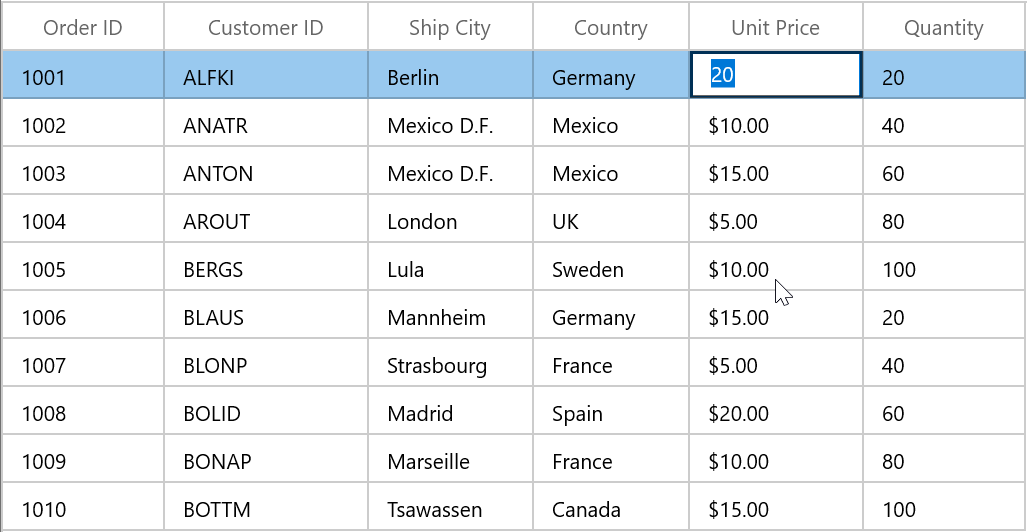 Order ID Customer ID Ship City Country Unit Price Quantity
1001 ALFKI Berlin Germany 20 20
1002 ANATR Mexico D.F. Mexico $10.00 40
1003 ANTON Mexico D.F. Mexico $15.00 60
1004 AROUT London UK $5.00 80
1005 BERGS Lula Sweden $10.00 100
1006 BLAUS Mannheim Germany $15.00 20
1007 BLONP Strasbourg France $5.00 40
1008 BOLID Madrid Spain $20.00 60
1009 BONAP Marseille France $10.00 80
1010 BOTTM Tsawassen Canada $15.00 100